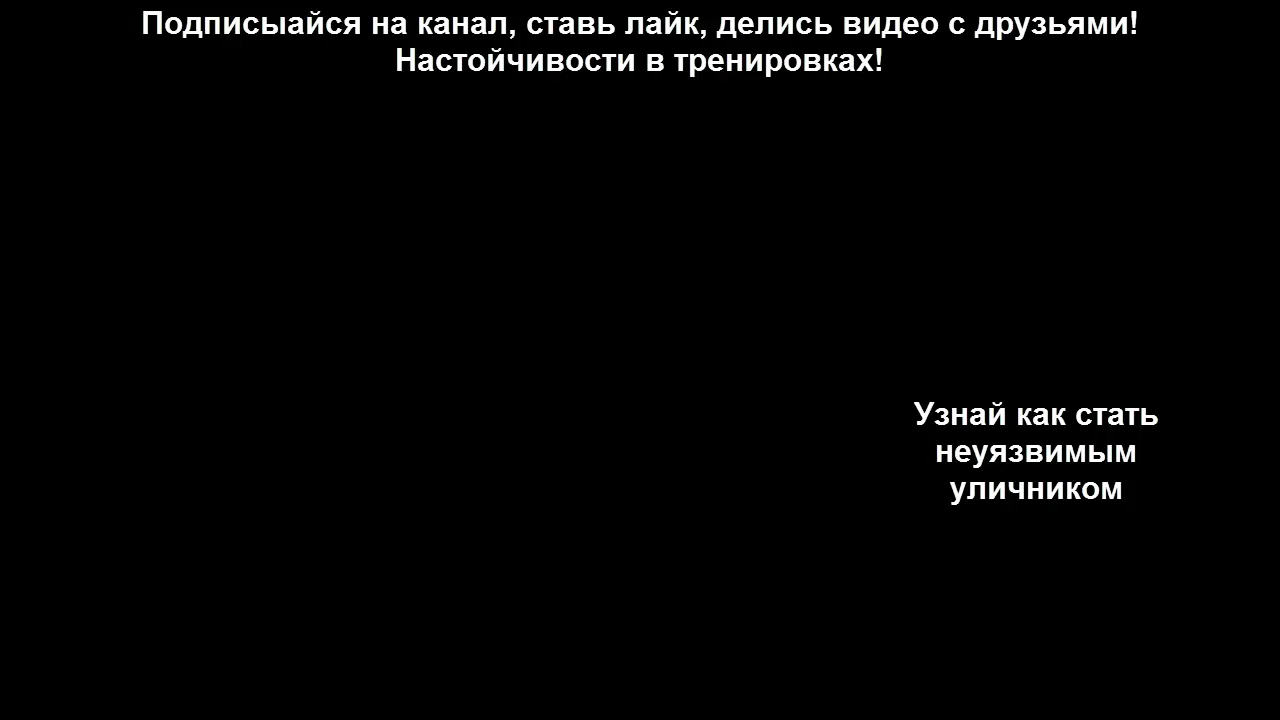 Подписыайся на канал, ставь лайк, делись видео с друзьями!
Настойчивости в тренировках!
Узнай как стать
неуязвимым
уличником